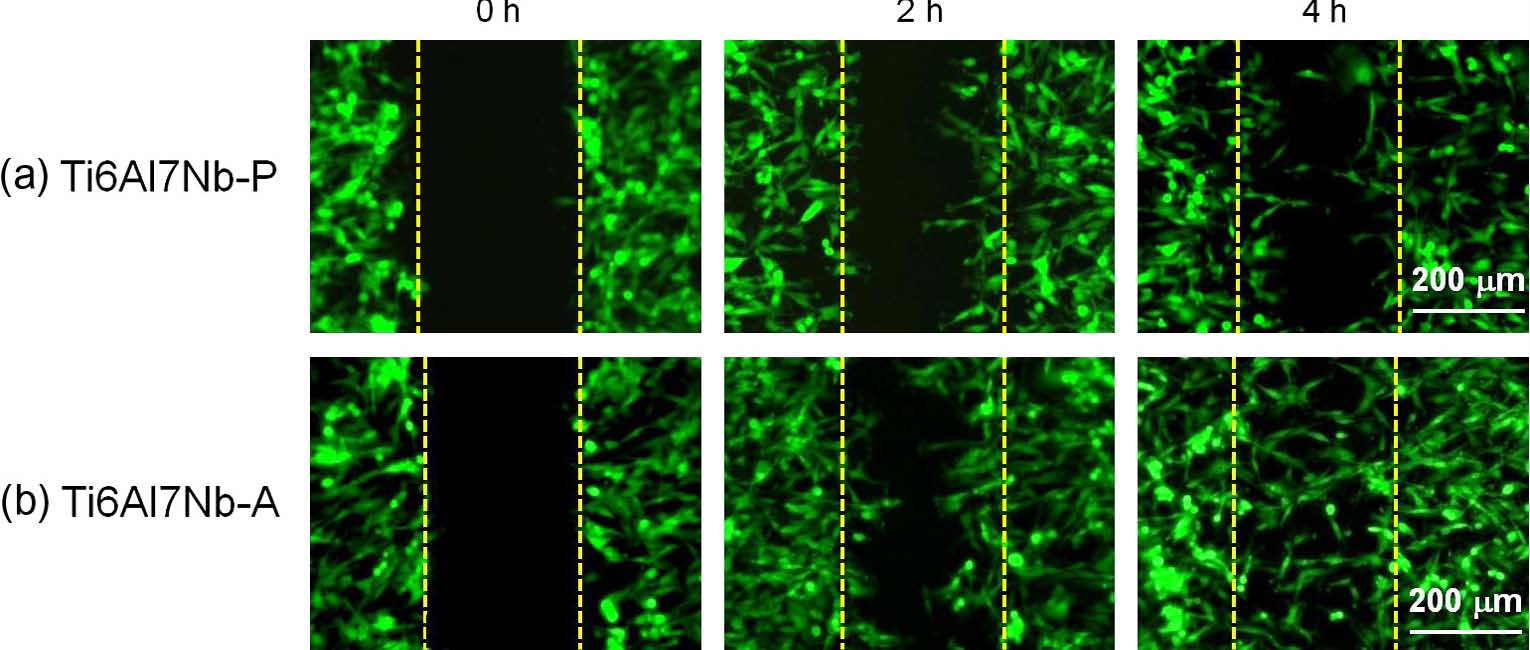 0 h 2 h 4 h
(a) Ti6Al7Nb-P
200 μm
(b) Ti6Al7Nb-A
200 μm